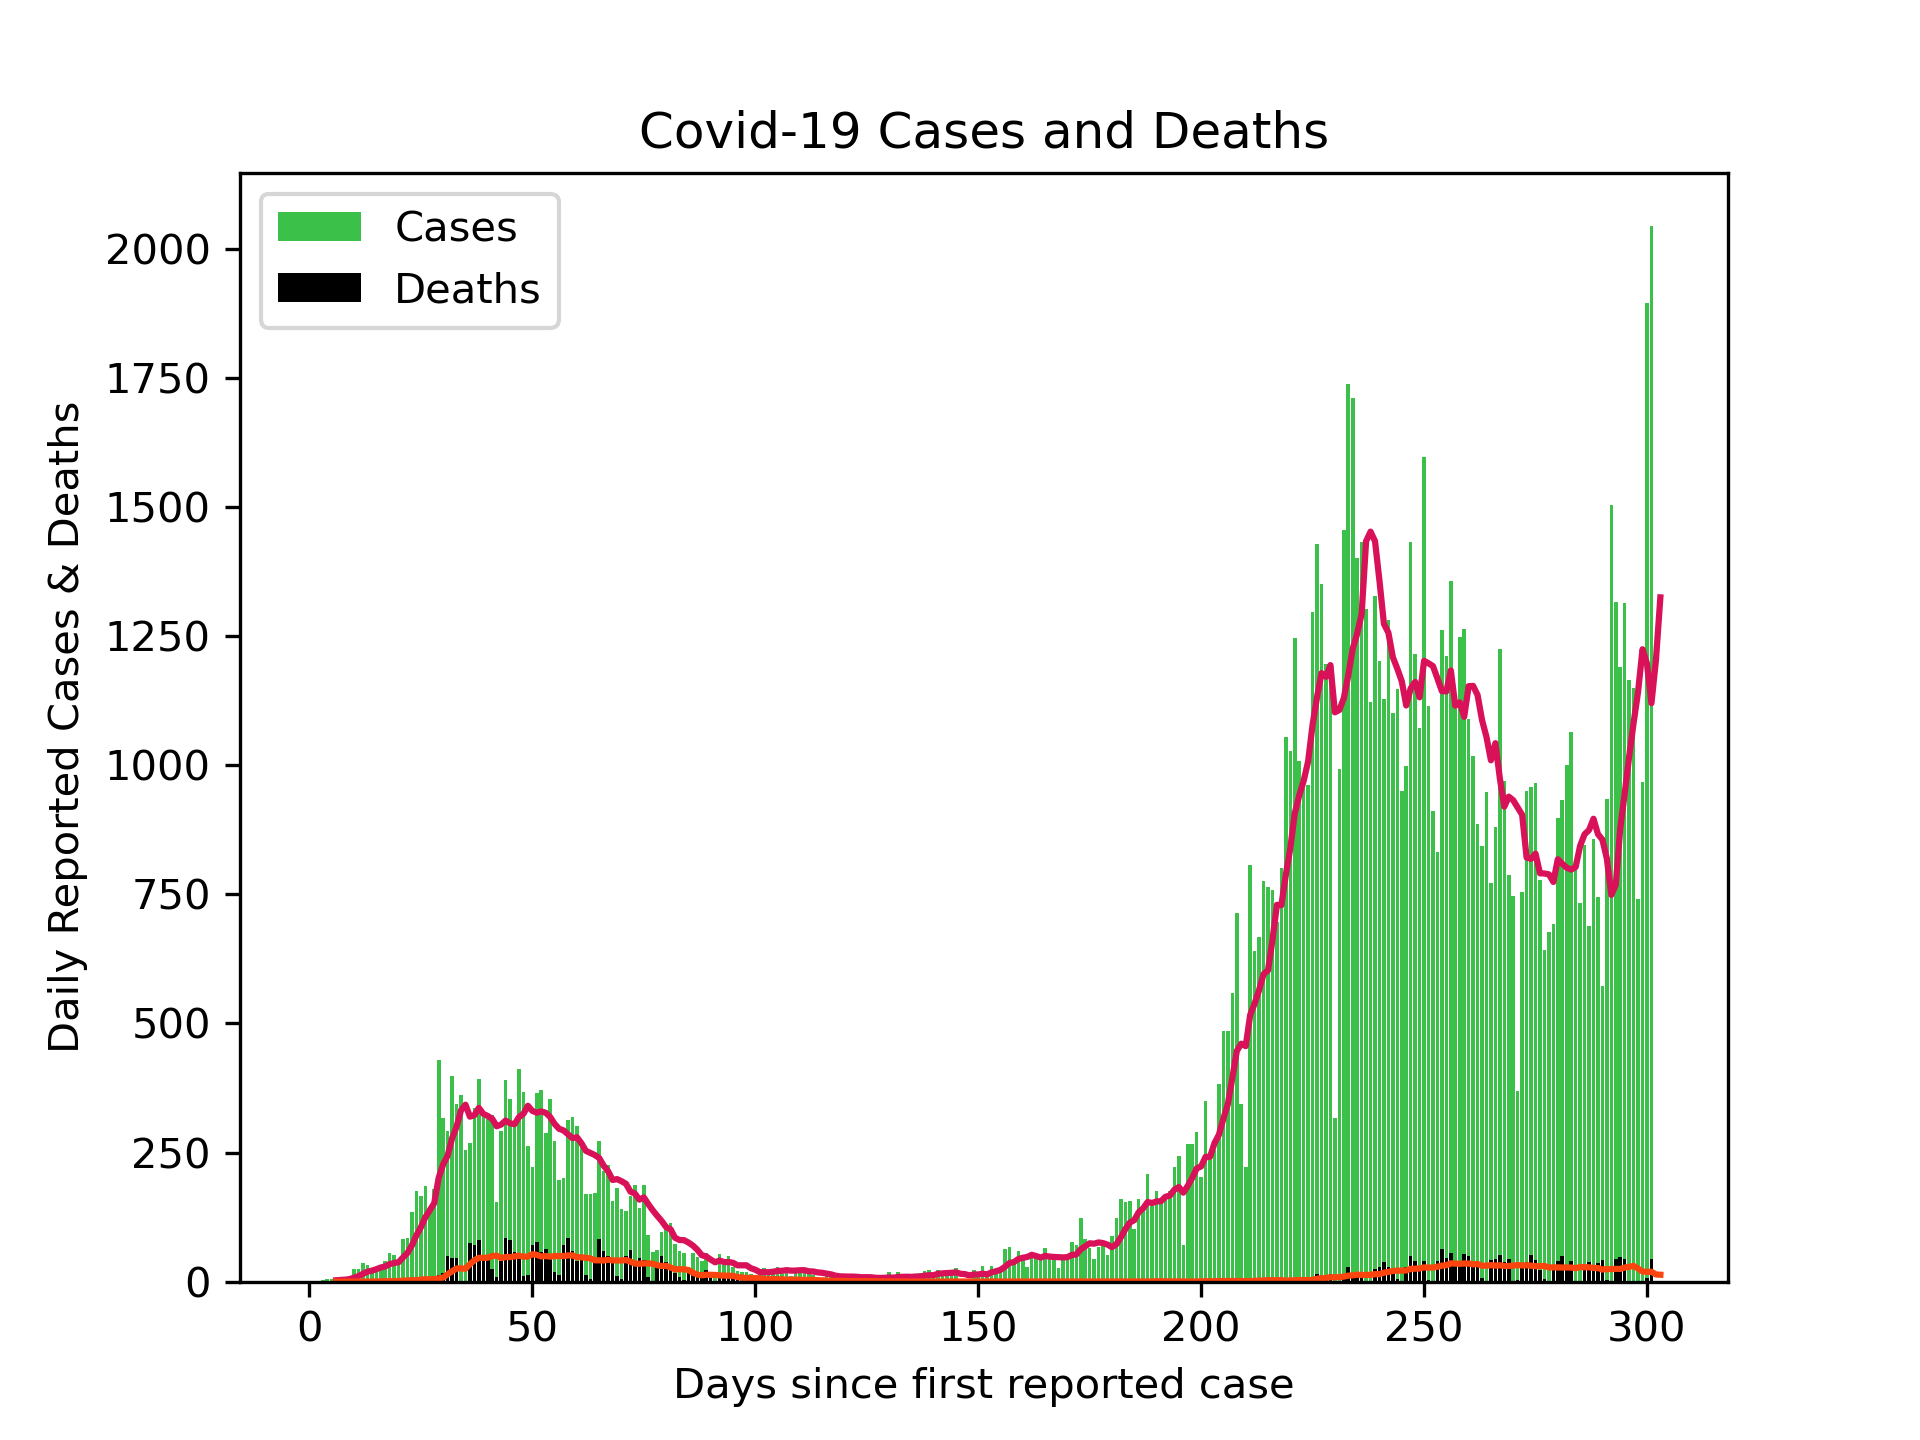 Covid-19 Cases and Deaths
Cases
Deaths
Daily Reported Cases & Deaths
2000
1750
1500
1250
1000
750
500
250
0
0 50 100 150 200 250 300
Days since first reported case